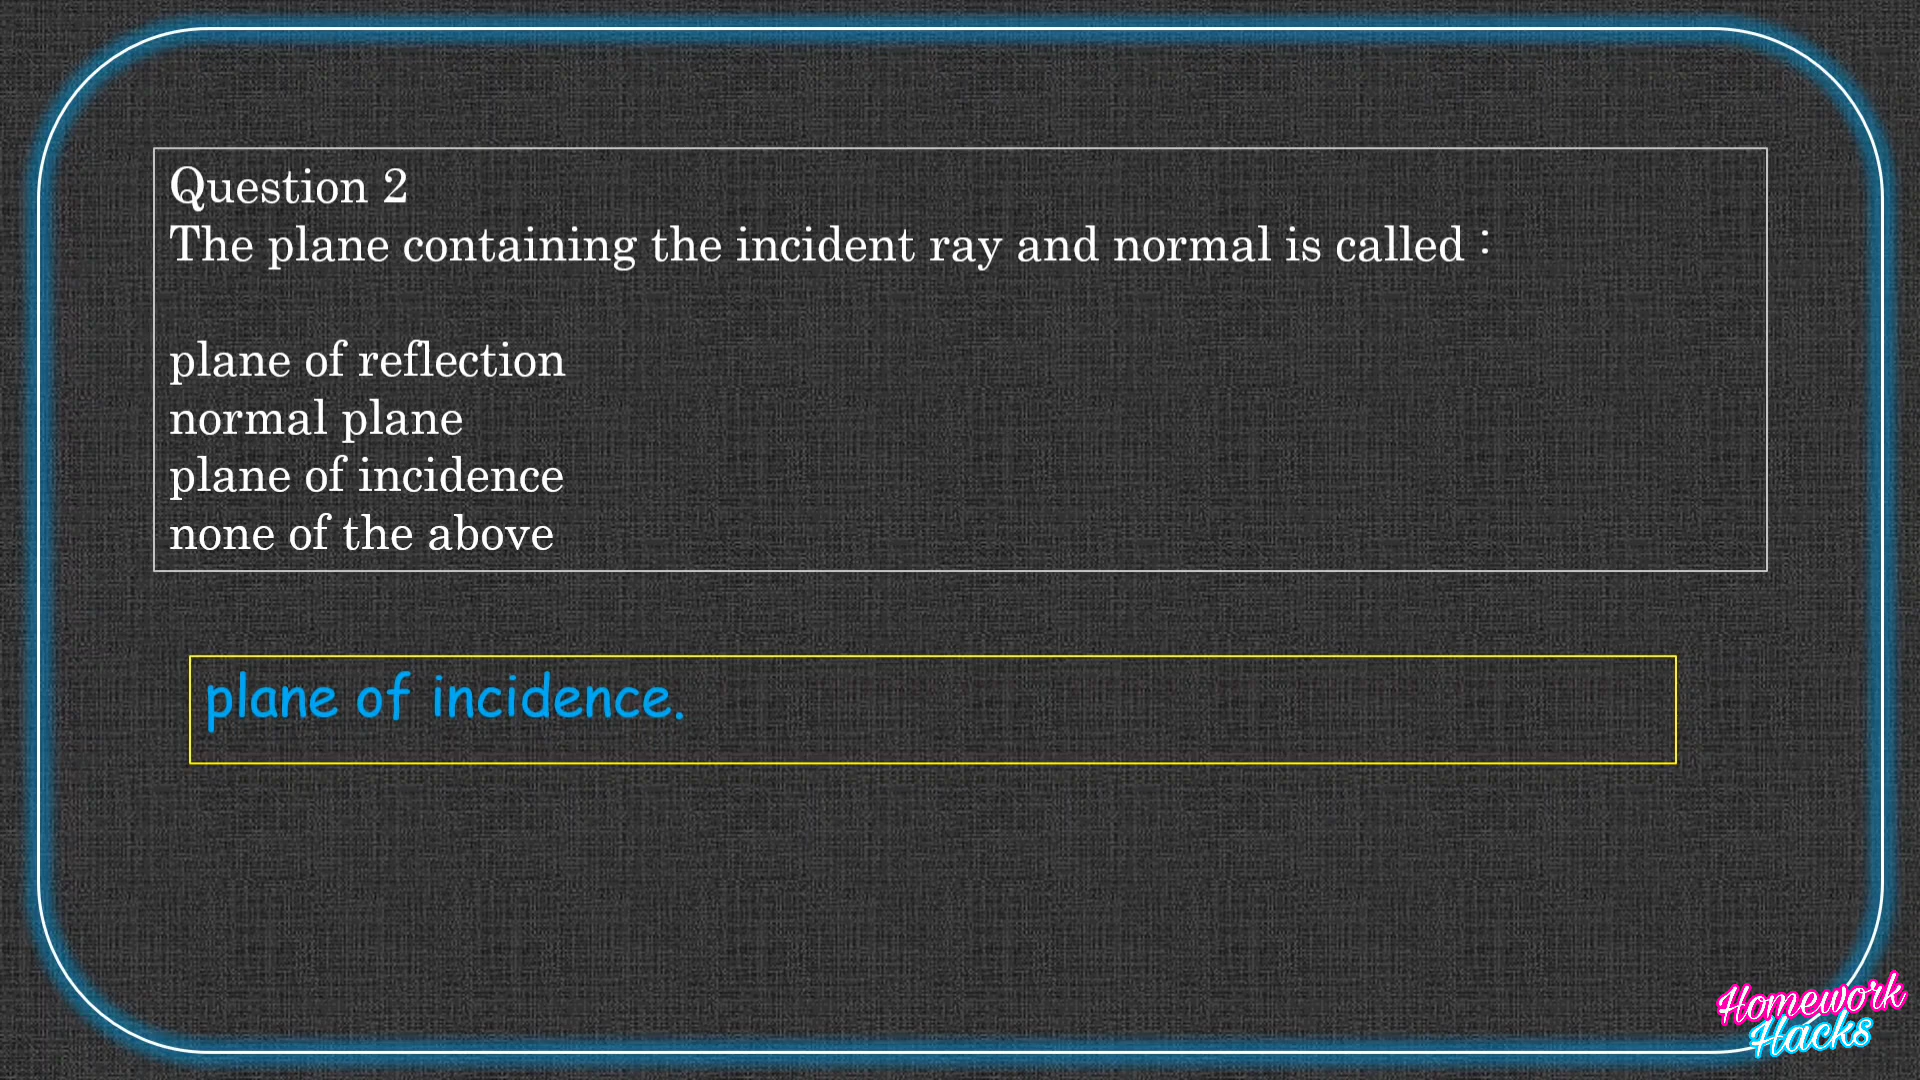 Question 2
The plane containing the incident ray and normal is called :
plane of reflection
normal plane
plane of incidence
none of the above
plane of incidence.
Homework
Hacks